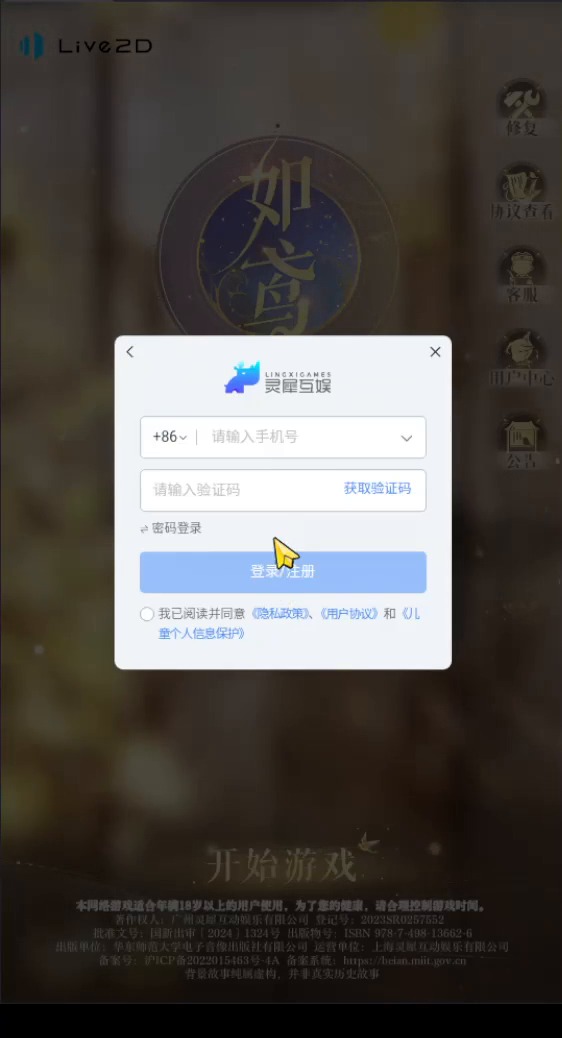 Live2D
修复
协议查看
如鸢
客服
用户中心
公告
LINGXIGAMES
灵犀互娱
+86
请输入手机号
请输入验证码
获取验证码
密码登录
登录/注册
我已阅读并同意《隐私政策》、《用户协议》和《儿
童个人信息保护》
开始游戏
本网络游戏适合年满18岁以上的用户使用，为了您的健康，请合理控制游戏时间。
著作权人：广州灵犀互动娱乐有限公司 登记号：2023SR0257552
批准文号：国新出审［2024］1324号 出版物号：ISBN 978-7-498-13662-6
出版单位：华东师范大学电子音像出版社有限公司 运营单位：上海灵犀互动娱乐有限公司
备案号：沪ICP备2022015463号-4A 备案系统：https://beian.miit.gov.cn
背景故事纯属虚构，并非真实历史故事